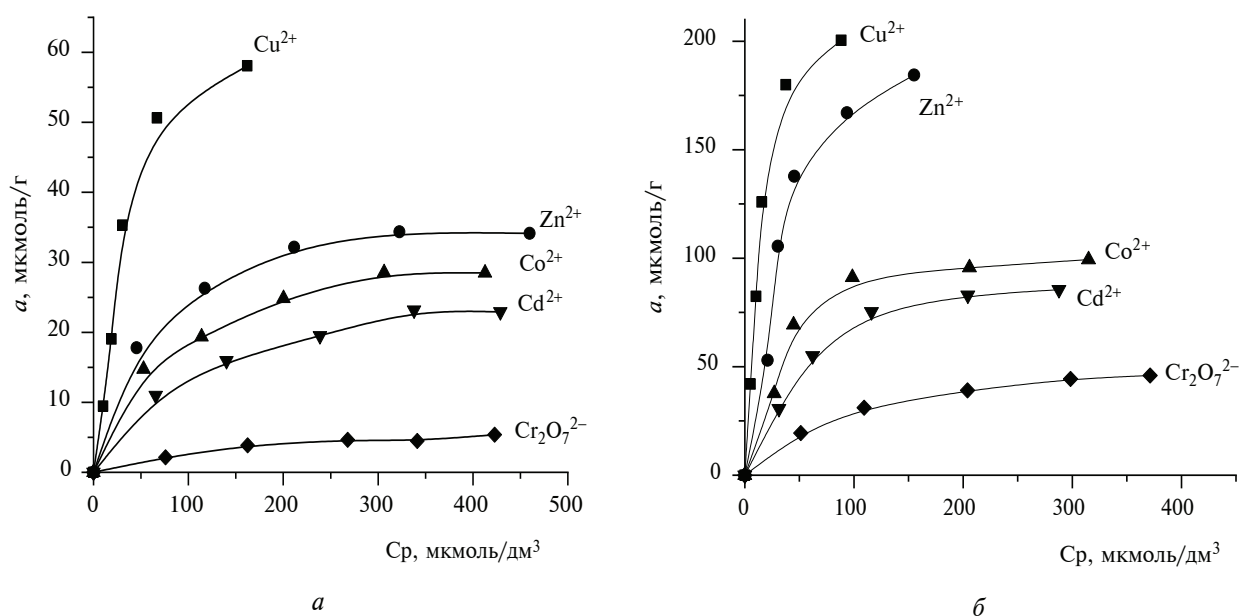 60
50
40
30
20
10
0
a, мкмоль/г
Cu²⁺
Zn²⁺
Co²⁺
Cd²⁺
Cr₂O₇²⁻
0 100 200 300 400 500
Cp, мкмоль/дм³
а
200
150
100
50
0
a, мкмоль/г
Cu²⁺
Zn²⁺
Co²⁺
Cd²⁺
Cr₂O₇²⁻
0 100 200 300 400
Cp, мкмоль/дм³
б